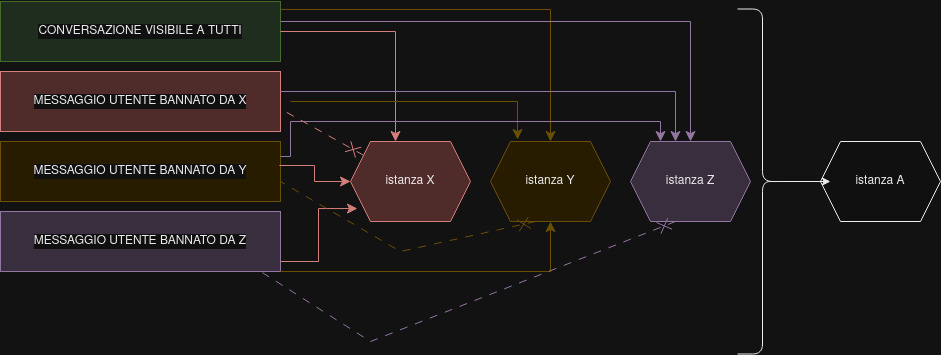 CONVERSAZIONE VISIBILE A TUTTI
MESSAGGIO UTENTE BANNATO DA X
MESSAGGIO UTENTE BANNATO DA Y
MESSAGGIO UTENTE BANNATO DA Z
istanza X
istanza Y
istanza Z
istanza A